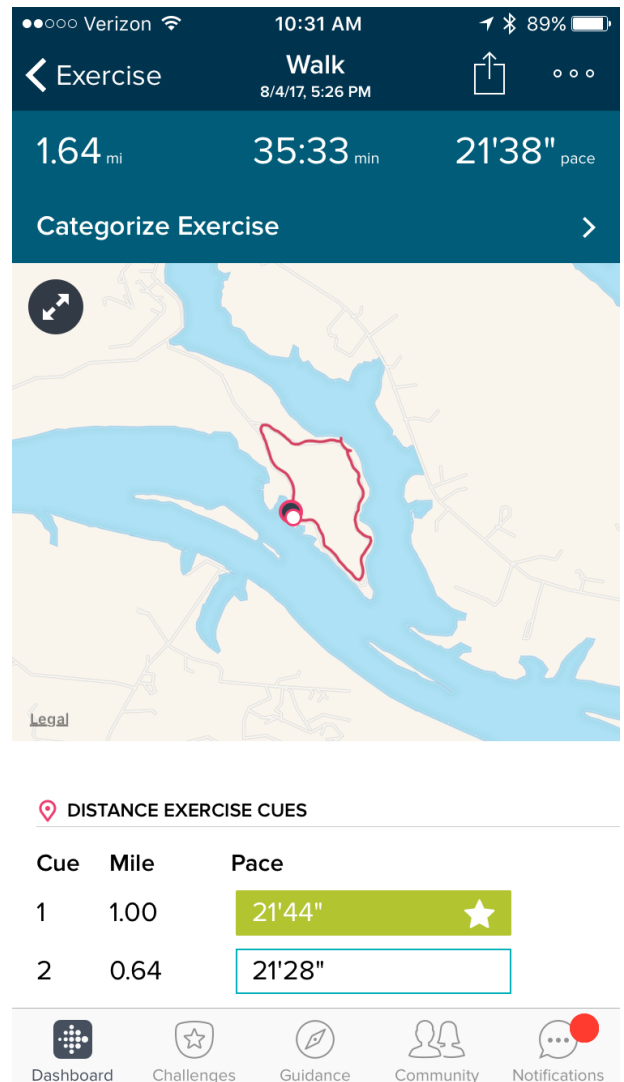 Verizon 10:31 AM 89%
Exercise Walk
8/4/17, 5:26 PM
1.64 mi 35:33 min 21'38" pace
Categorize Exercise
Legal
DISTANCE EXERCISE CUES
Cue Mile Pace
1 1.00 21'44"
2 0.64 21'28"
Dashboard Challenges Guidance Community Notifications